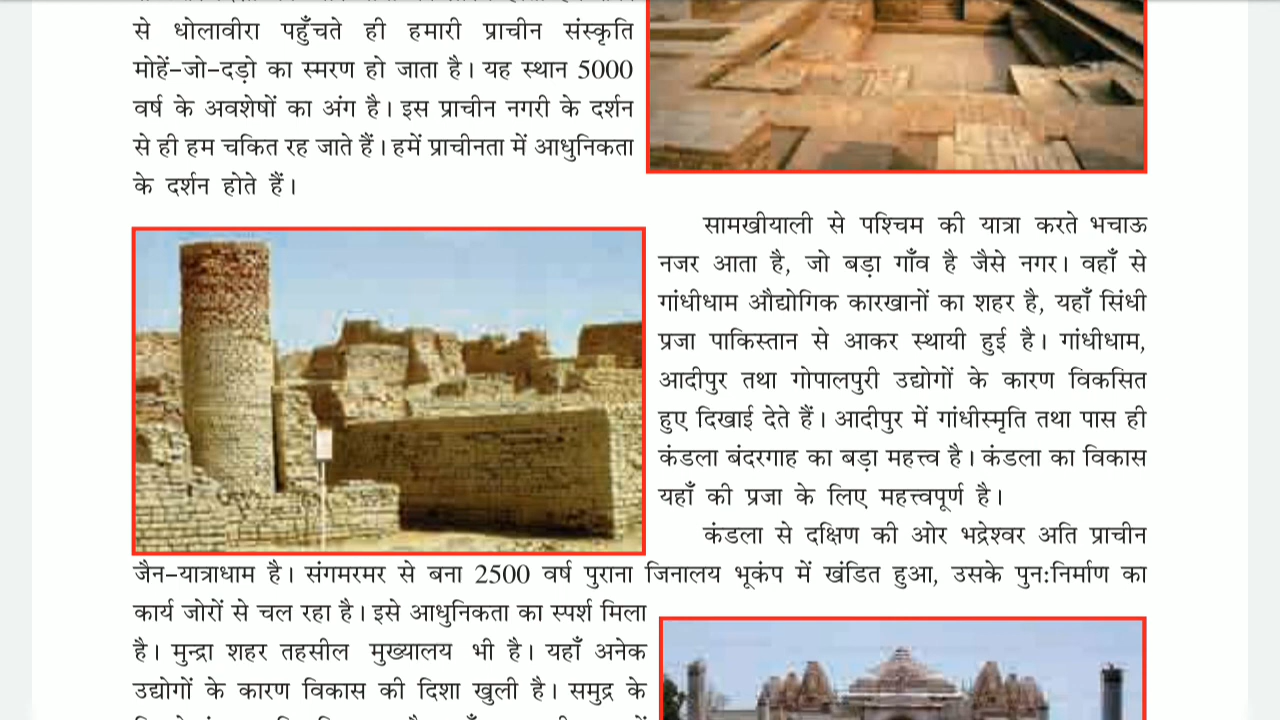 से धोलावीरा पहुँचते ही हमारी प्राचीन संस्कृति
मोहें-जो-दड़ो का स्मरण हो जाता है। यह स्थान 5000
वर्ष के अवशेषों का अंग है। इस प्राचीन नगरी के दर्शन
से ही हम चकित रह जाते हैं। हमें प्राचीनता में आधुनिकता
के दर्शन होते हैं।
सामखीयाली से पश्चिम की यात्रा करते भचाऊ
नजर आता है, जो बड़ा गाँव है जैसे नगर। वहाँ से
गांधीधाम औद्योगिक कारखानों का शहर है, यहाँ सिंधी
प्रजा पाकिस्तान से आकर स्थायी हुई है। गांधीधाम,
आदीपुर तथा गोपालपुरी उद्योगों के कारण विकसित
हुए दिखाई देते हैं। आदीपुर में गांधीस्मृति तथा पास ही
कंडला बंदरगाह का बड़ा महत्त्व है। कंडला का विकास
यहाँ की प्रजा के लिए महत्त्वपूर्ण है।
कंडला से दक्षिण की ओर भद्रेश्वर अति प्राचीन
जैन-यात्राधाम है। संगमरमर से बना 2500 वर्ष पुराना जिनालय भूकंप में खंडित हुआ, उसके पुन:निर्माण का
कार्य जोरों से चल रहा है। इसे आधुनिकता का स्पर्श मिला
है। मुन्द्रा शहर तहसील मुख्यालय भी है। यहाँ अनेक
उद्योगों के कारण विकास की दिशा खुली है। समुद्र के